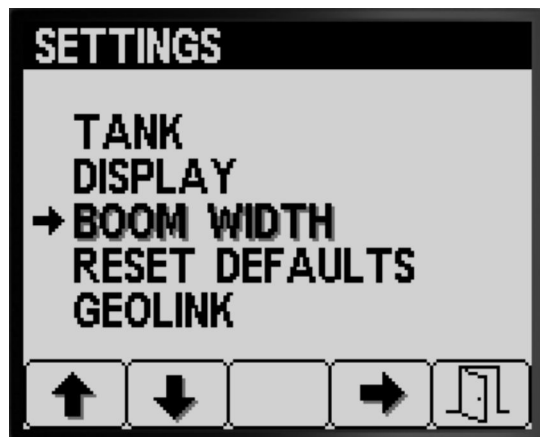 SETTINGS
TANK
DISPLAY
BOOM WIDTH
RESET DEFAULTS
GEOLINK